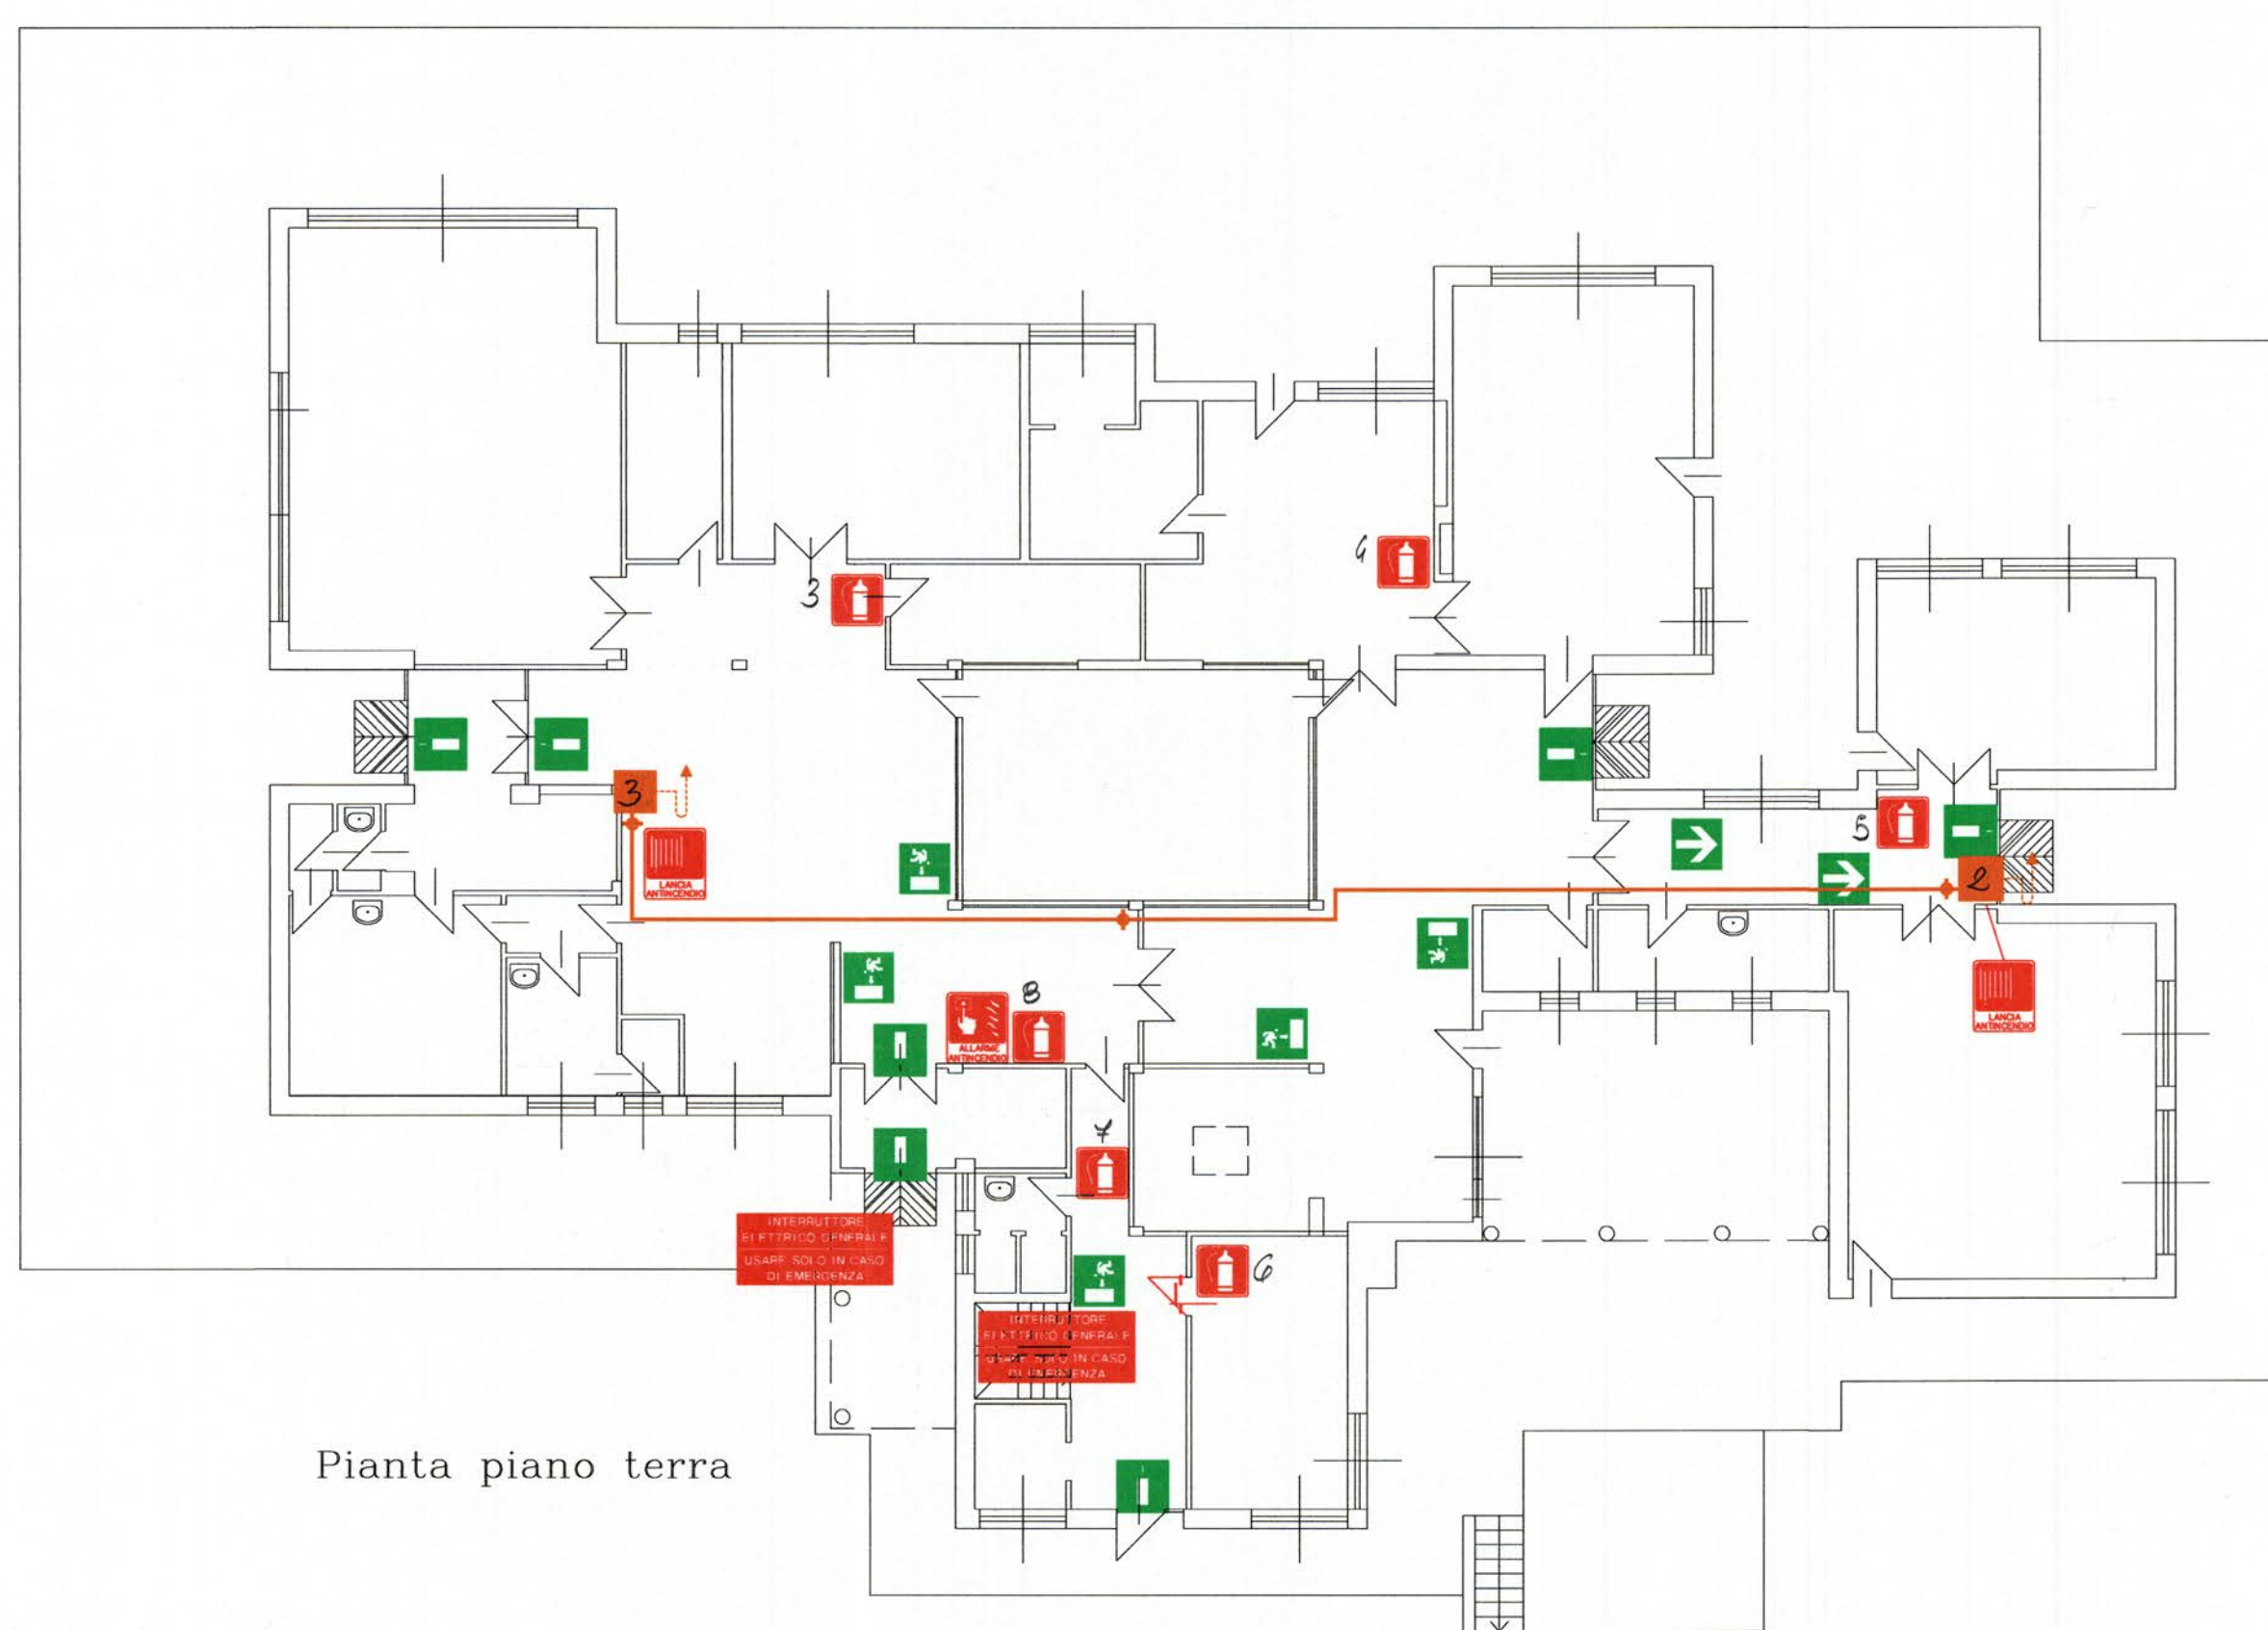 4
3
3
LANCIA
ANTINCENDIO
5
2
LANCIA
ANTINCENDIO
8
ALLARME
ANTINCENDIO
7
INTERRUTTORE
ELETTRICO GENERALE
USARE SOLO IN CASO
DI EMERGENZA
6
INTERRUTTORE
ELETTRICO GENERALE
USARE SOLO IN CASO
DI EMERGENZA
Pianta piano terra